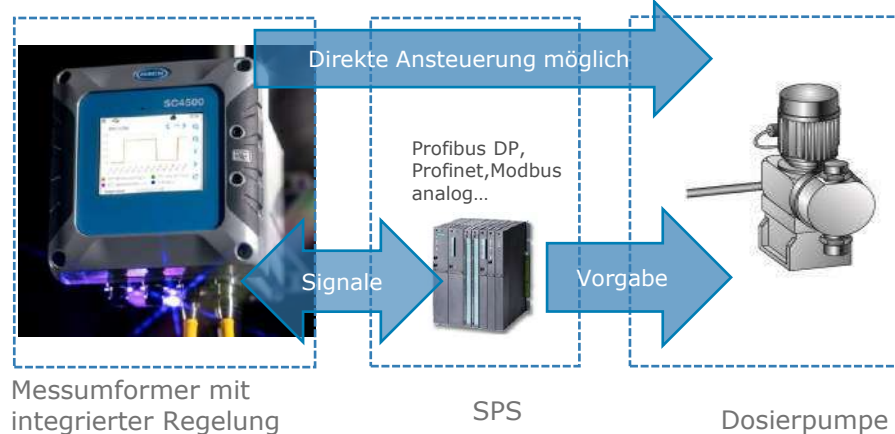 Direkte Ansteuerung möglich
SC4500
Profibus DP,
Profinet,Modbus
analog…
Signale
Vorgabe
Messumformer mit
integrierter Regelung
SPS
Dosierpumpe